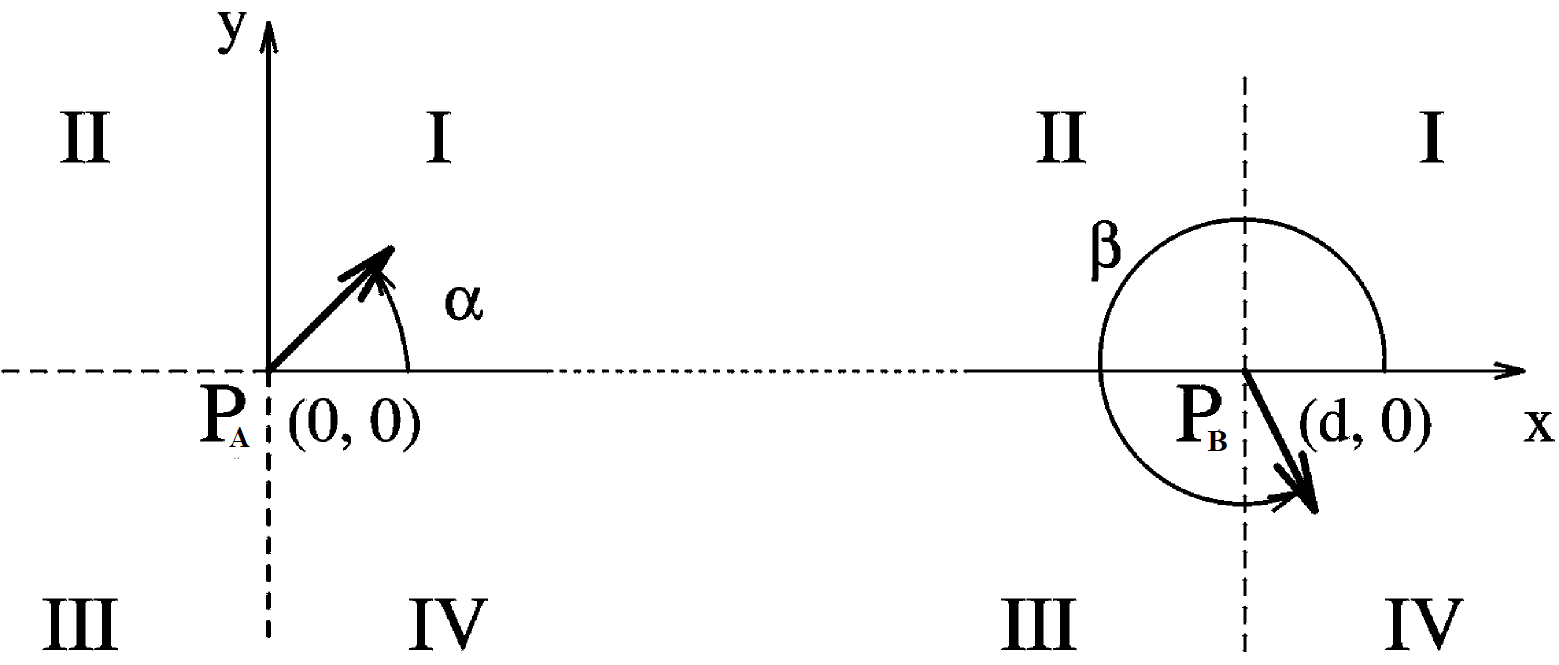 y
II I II I
β
α
P_A (0, 0) P_B (d, 0) x
III IV III IV